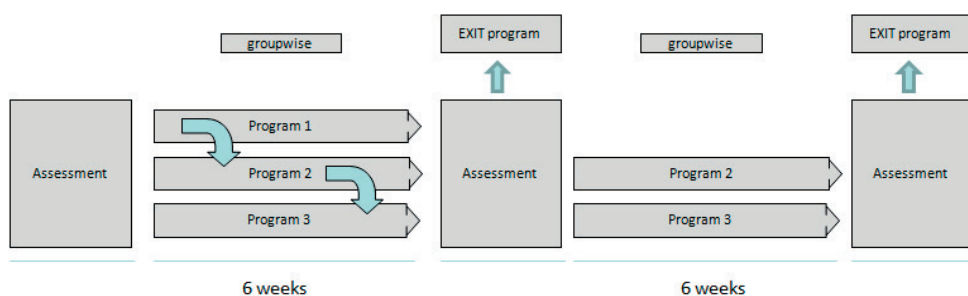 groupwise
EXIT program
groupwise
EXIT program
Assessment
Program 1
Program 2
Program 3
Assessment
Program 2
Program 3
Assessment
6 weeks
6 weeks